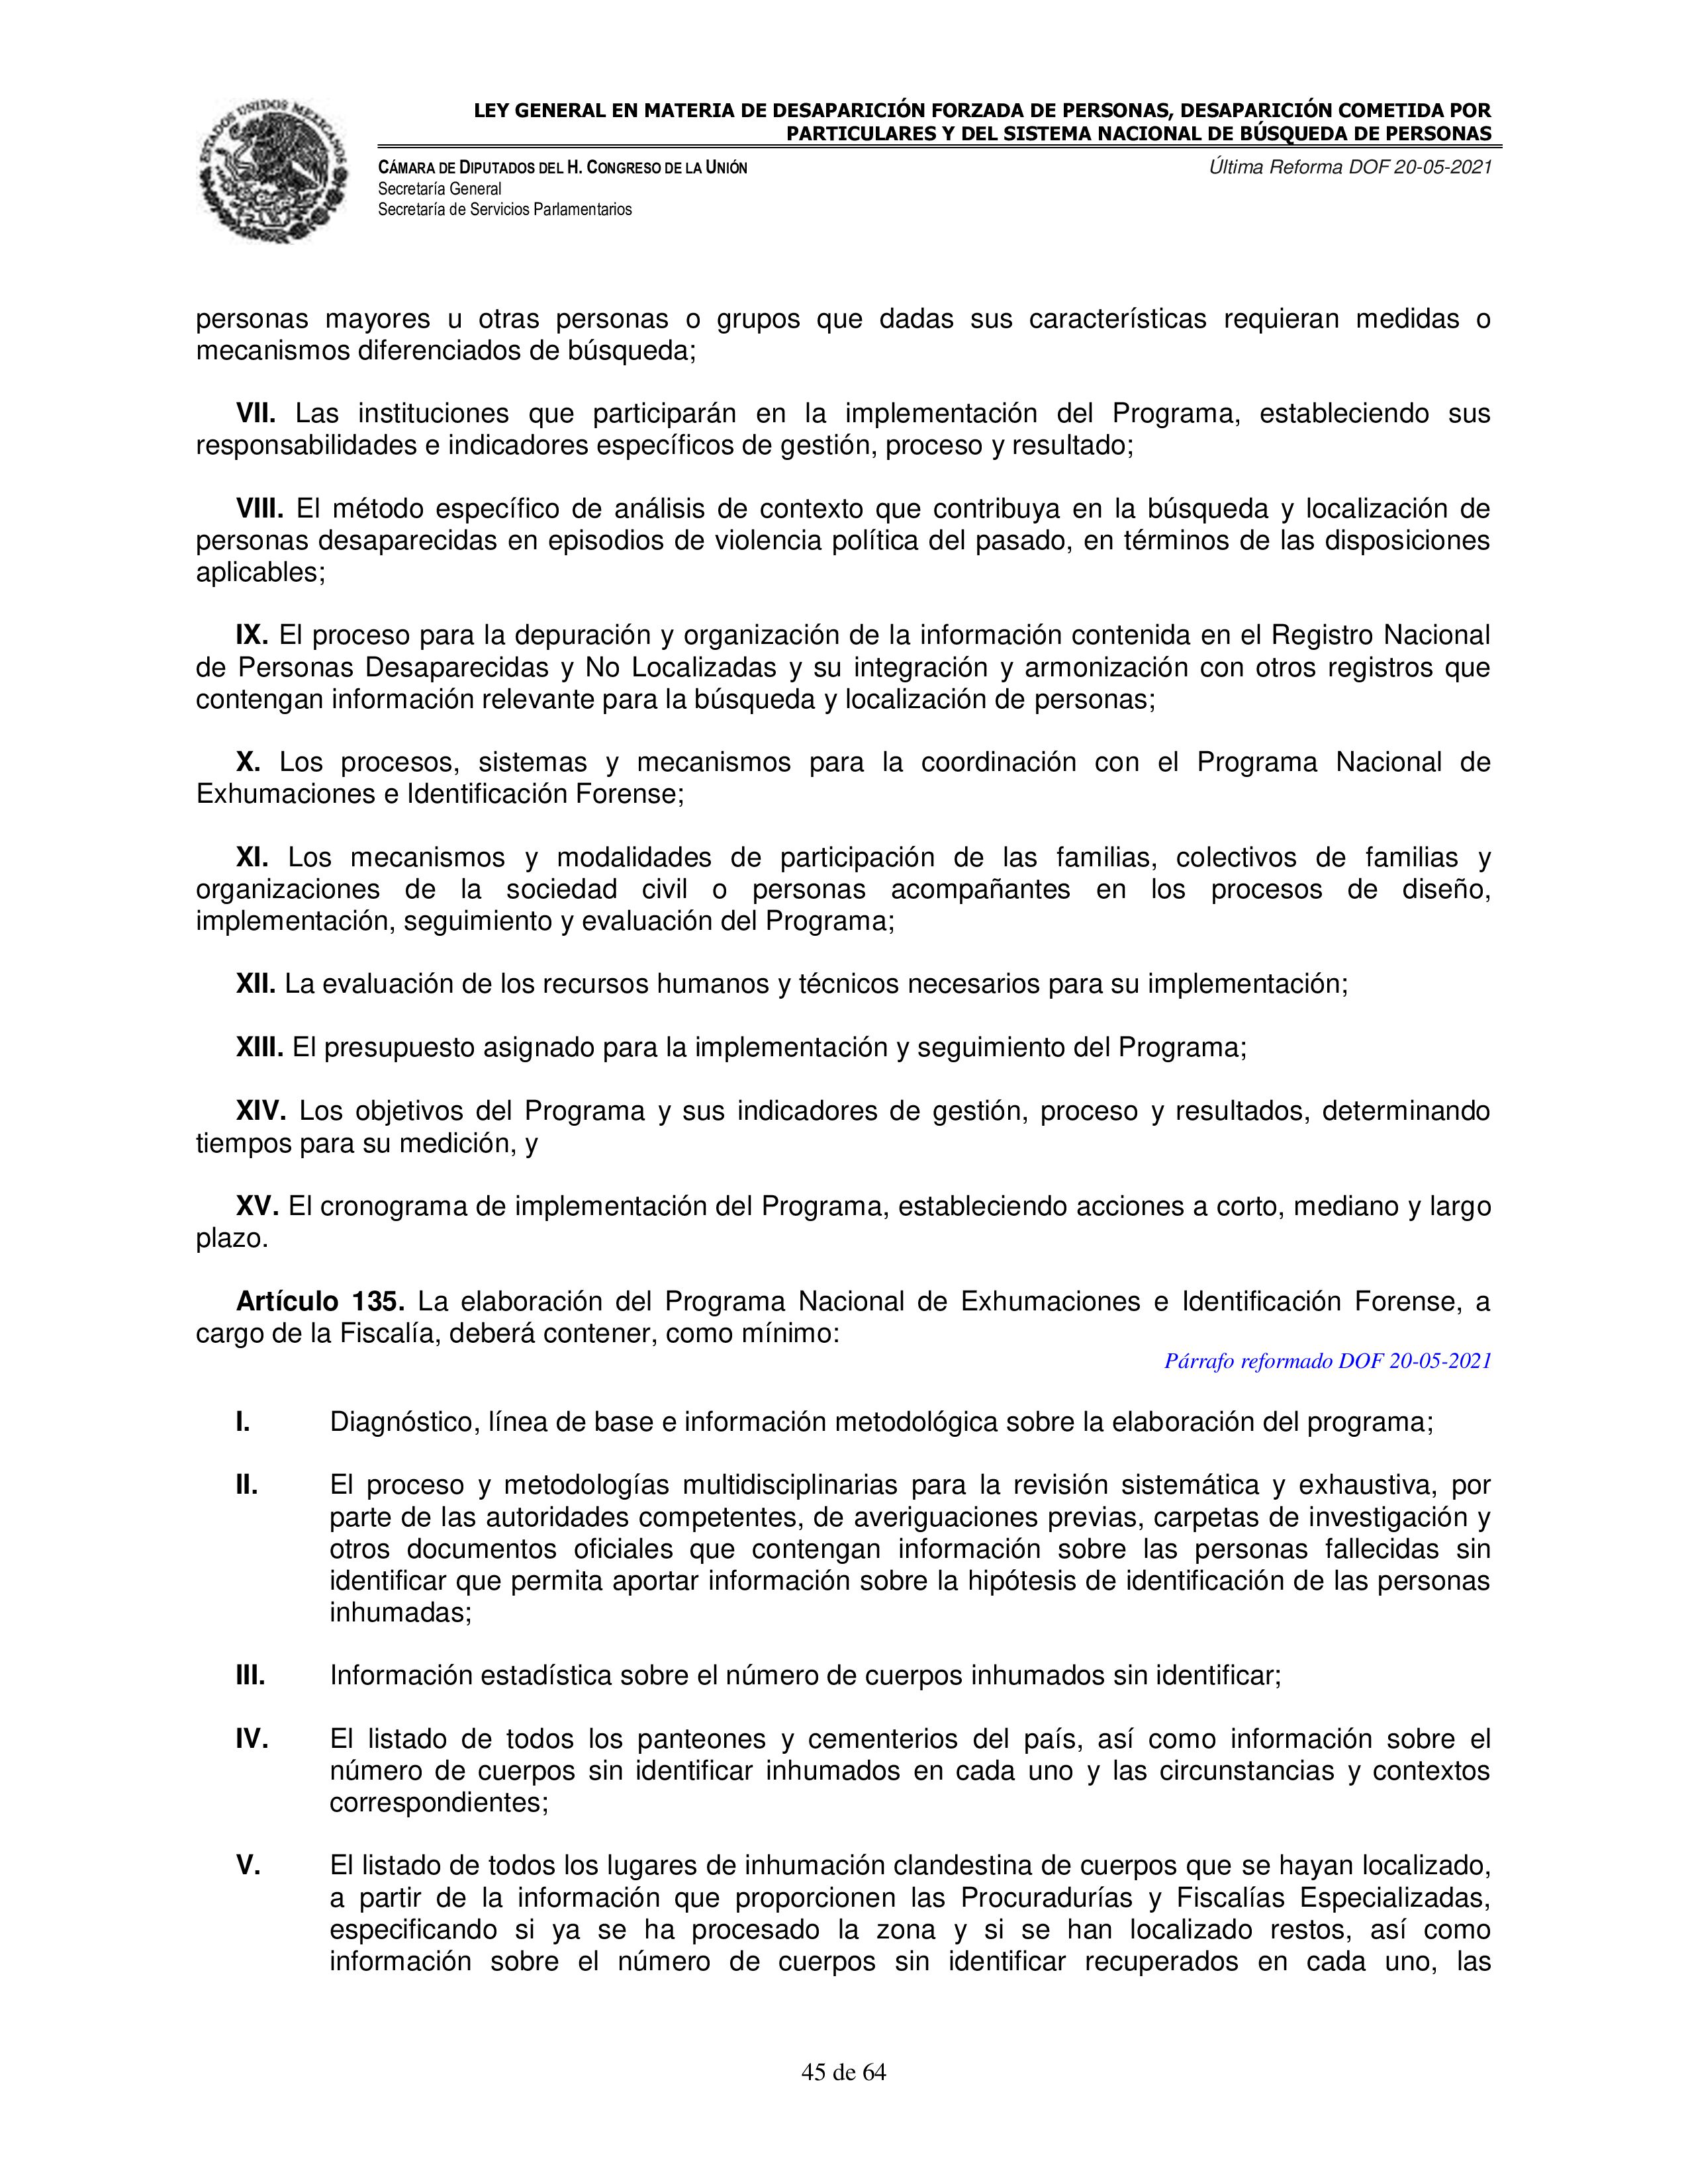 ESTADOS UNIDOS MEXICANOS
LEY GENERAL EN MATERIA DE DESAPARICIÓN FORZADA DE PERSONAS, DESAPARICIÓN COMETIDA POR
PARTICULARES Y DEL SISTEMA NACIONAL DE BÚSQUEDA DE PERSONAS
CÁMARA DE DIPUTADOS DEL H. CONGRESO DE LA UNIÓN
Secretaría General
Secretaría de Servicios Parlamentarios
Última Reforma DOF 20-05-2021
personas mayores u otras personas o grupos que dadas sus características requieran medidas o
mecanismos diferenciados de búsqueda;
VII. Las instituciones que participarán en la implementación del Programa, estableciendo sus
responsabilidades e indicadores específicos de gestión, proceso y resultado;
VIII. El método específico de análisis de contexto que contribuya en la búsqueda y localización de
personas desaparecidas en episodios de violencia política del pasado, en términos de las disposiciones
aplicables;
IX. El proceso para la depuración y organización de la información contenida en el Registro Nacional
de Personas Desaparecidas y No Localizadas y su integración y armonización con otros registros que
contengan información relevante para la búsqueda y localización de personas;
X. Los procesos, sistemas y mecanismos para la coordinación con el Programa Nacional de
Exhumaciones e Identificación Forense;
XI. Los mecanismos y modalidades de participación de las familias, colectivos de familias y
organizaciones de la sociedad civil o personas acompañantes en los procesos de diseño,
implementación, seguimiento y evaluación del Programa;
XII. La evaluación de los recursos humanos y técnicos necesarios para su implementación;
XIII. El presupuesto asignado para la implementación y seguimiento del Programa;
XIV. Los objetivos del Programa y sus indicadores de gestión, proceso y resultados, determinando
tiempos para su medición, y
XV. El cronograma de implementación del Programa, estableciendo acciones a corto, mediano y largo
plazo.
Artículo 135. La elaboración del Programa Nacional de Exhumaciones e Identificación Forense, a
cargo de la Fiscalía, deberá contener, como mínimo:
Párrafo reformado DOF 20-05-2021
I. Diagnóstico, línea de base e información metodológica sobre la elaboración del programa;
II. El proceso y metodologías multidisciplinarias para la revisión sistemática y exhaustiva, por
parte de las autoridades competentes, de averiguaciones previas, carpetas de investigación y
otros documentos oficiales que contengan información sobre las personas fallecidas sin
identificar que permita aportar información sobre la hipótesis de identificación de las personas
inhumadas;
III. Información estadística sobre el número de cuerpos inhumados sin identificar;
IV. El listado de todos los panteones y cementerios del país, así como información sobre el
número de cuerpos sin identificar inhumados en cada uno y las circunstancias y contextos
correspondientes;
V. El listado de todos los lugares de inhumación clandestina de cuerpos que se hayan localizado,
a partir de la información que proporcionen las Procuradurías y Fiscalías Especializadas,
especificando si ya se ha procesado la zona y si se han localizado restos, así como
información sobre el número de cuerpos sin identificar recuperados en cada uno, las
45 de 64